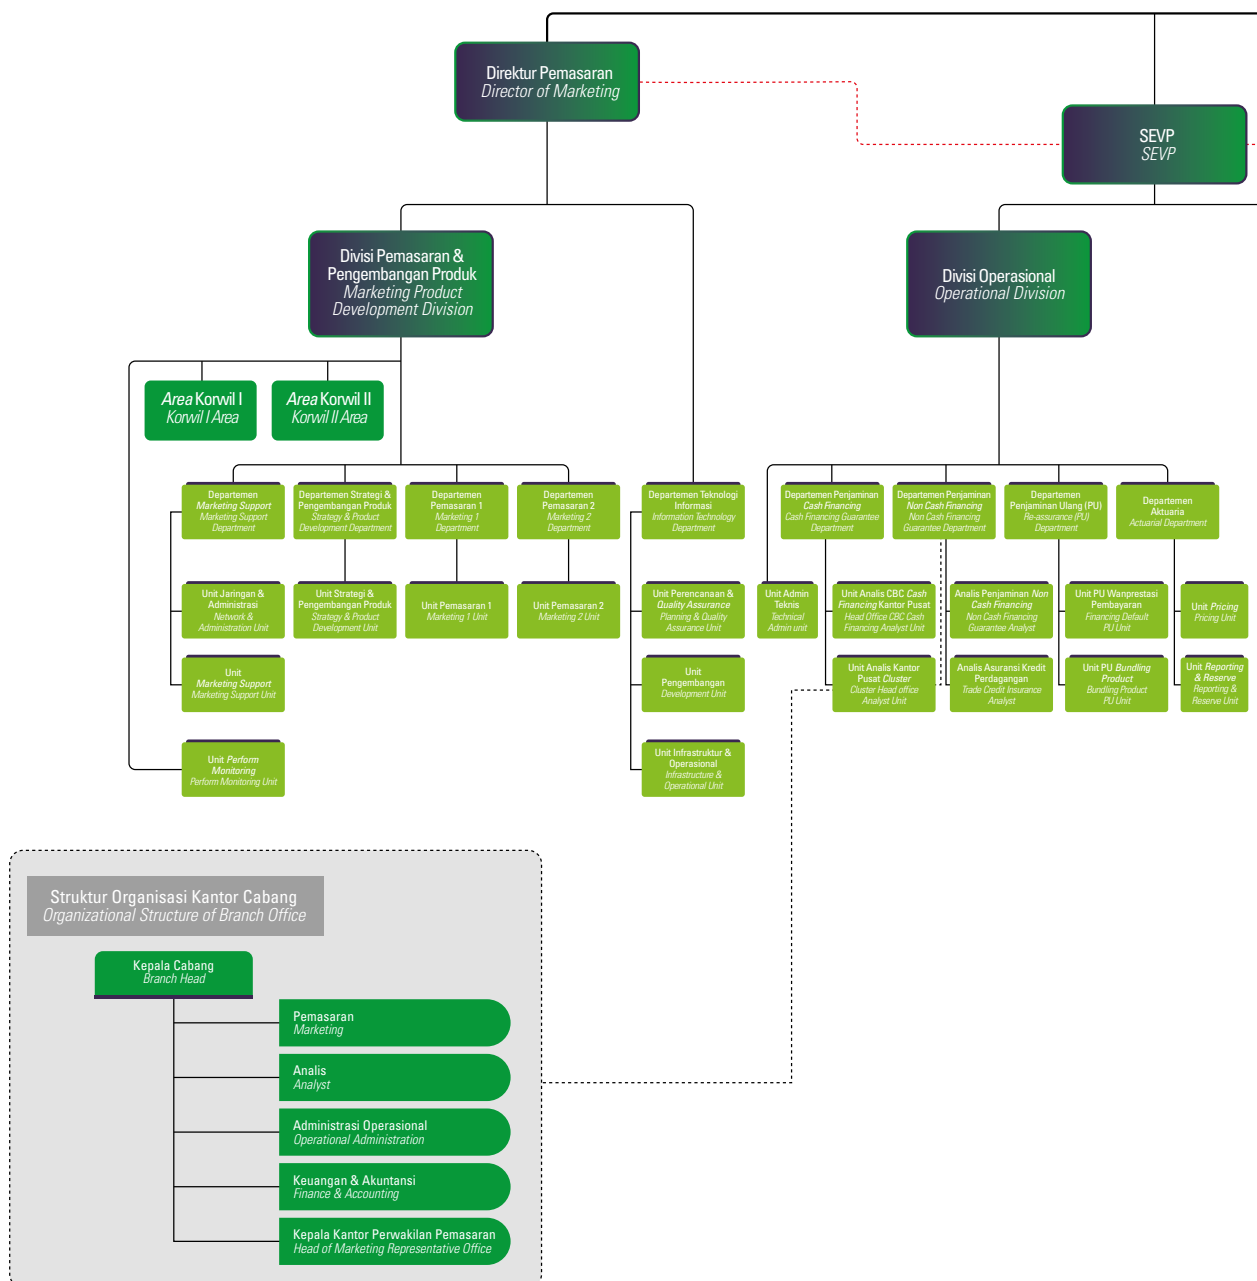 Direktur Pemasaran
Director of Marketing
SEVP
SEVP
Divisi Pemasaran &
Pengembangan Produk
Marketing Product
Development Division
Divisi Operasional
Operational Division
Area Korwil I
Korwil I Area
Area Korwil II
Korwil II Area
Departemen
Marketing Support
Marketing Support
Department
Departemen Strategi &
Pengembangan Produk
Strategy & Product
Development Department
Departemen
Pemasaran 1
Marketing 1
Department
Departemen
Pemasaran 2
Marketing 2
Department
Departemen Teknologi
Informasi
Information Technology
Department
Departemen Penjaminan
Cash Financing
Cash Financing Guarantee
Department
Departemen Penjaminan
Non Cash Financing
Non Cash Financing
Guarantee Department
Departemen
Penjaminan Ulang (PU)
Re-assurance (PU)
Department
Departemen
Aktuaria
Actuarial Department
Unit Jaringan &
Administrasi
Network &
Administration Unit
Unit Strategi &
Pengembangan Produk
Strategy & Product
Development Unit
Unit Pemasaran 1
Marketing 1 Unit
Unit Pemasaran 2
Marketing 2 Unit
Unit Perencanaan &
Quality Assurance
Planning & Quality
Assurance Unit
Unit Admin
Teknis
Technical
Admin unit
Unit Analis CBC Cash
Financing Kantor Pusat
Head Office CBC Cash
Financing Analyst Unit
Analis Penjaminan Non
Cash Financing
Non Cash Financing
Guarantee Analyst
Unit PU Wanprestasi
Pembayaran
Financing Default
PU Unit
Unit Pricing
Pricing Unit
Unit
Marketing Support
Marketing Support Unit
Unit
Pengembangan
Development Unit
Unit Analis Kantor
Pusat Cluster
Cluster Head office
Analyst Unit
Analis Asuransi Kredit
Perdagangan
Trade Credit Insurance
Analyst
Unit PU Bundling
Product
Bundling Product
PU Unit
Unit Reporting
& Reserve
Reporting &
Reserve Unit
Unit Perform
Monitoring
Perform Monitoring Unit
Unit Infrastruktur &
Operasional
Infrastructure &
Operational Unit
Struktur Organisasi Kantor Cabang
Organizational Structure of Branch Office
Kepala Cabang
Branch Head
Pemasaran
Marketing
Analis
Analyst
Administrasi Operasional
Operational Administration
Keuangan & Akuntansi
Finance & Accounting
Kepala Kantor Perwakilan Pemasaran
Head of Marketing Representative Office